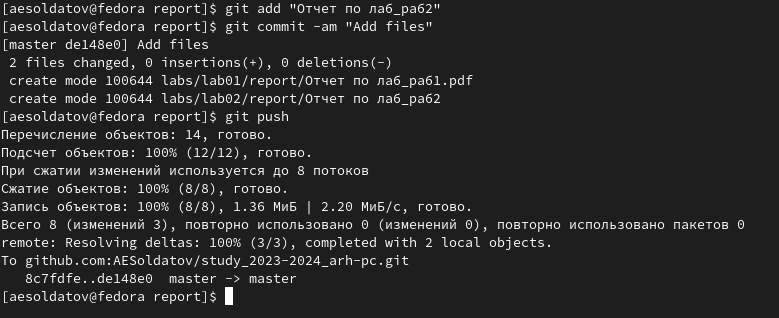 [aesoldatov@fedora report]$ git add "Отчет по лаб_раб2"
[aesoldatov@fedora report]$ git commit -am "Add files"
[master de148e0] Add files
2 files changed, 0 insertions(+), 0 deletions(-)
create mode 100644 labs/lab01/report/Отчет по лаб_раб1.pdf
create mode 100644 labs/lab02/report/Отчет по лаб_раб2
[aesoldatov@fedora report]$ git push
Перечисление объектов: 14, готово.
Подсчет объектов: 100% (12/12), готово.
При сжатии изменений используется до 8 потоков
Сжатие объектов: 100% (8/8), готово.
Запись объектов: 100% (8/8), 1.36 МиБ | 2.20 МиБ/с, готово.
Всего 8 (изменений 3), повторно использовано 0 (изменений 0), повторно использовано пакетов 0
remote: Resolving deltas: 100% (3/3), completed with 2 local objects.
To github.com:AESoldatov/study_2023-2024_arh-pc.git
8c7fdfe..de148e0  master -> master
[aesoldatov@fedora report]$